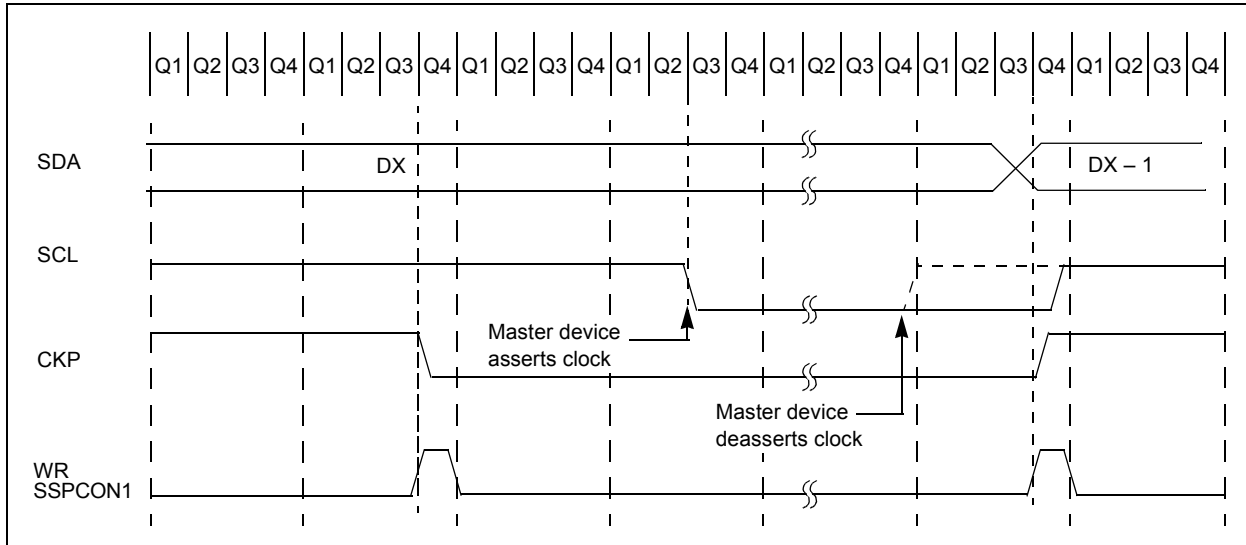 Q1 Q2 Q3 Q4 Q1 Q2 Q3 Q4 Q1 Q2 Q3 Q4 Q1 Q2 Q3 Q4 Q1 Q2 Q3 Q4 Q1 Q2 Q3 Q4 Q1 Q2 Q3 Q4
SDA
DX
DX – 1
SCL
Master device
asserts clock
CKP
Master device
deasserts clock
WR
SSPCON1